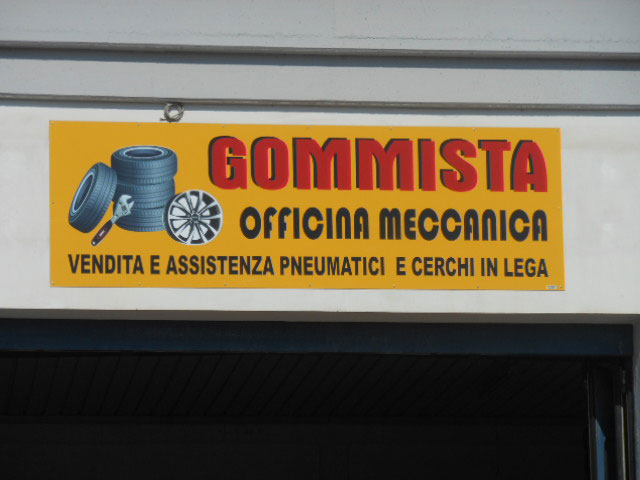 GOMMISTA
OFFICINA MECCANICA
VENDITA E ASSISTENZA PNEUMATICI E CERCHI IN LEGA